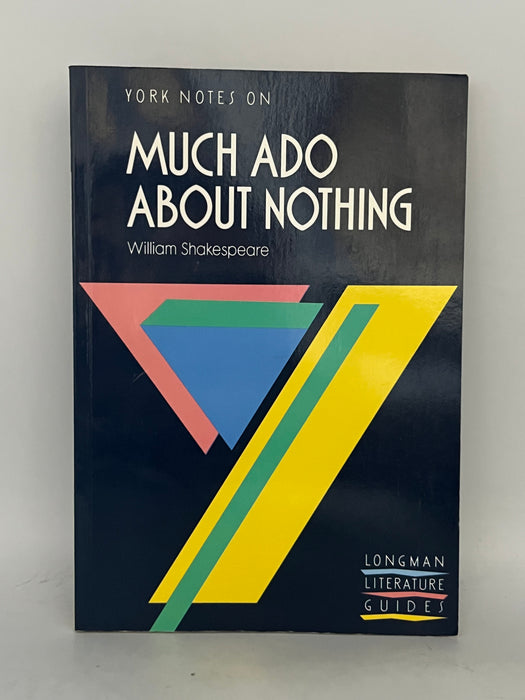 YORK NOTES ON
MUCH ADO
ABOUT NOTHING
William Shakespeare
LONGMAN
LITERATURE
GUIDES